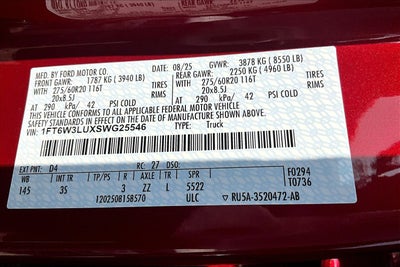 MFD. BY FORD MOTOR CO.
08/25 GVWR: 3878 KG ( 8550 LB)
FRONT GAWR: 1787 KG ( 3940 LB)
REAR GAWR: 2250 KG ( 4960 LB)
WITH 275/60R20 116T TIRES
WITH 275/60R20 116T TIRES
20x8.5J RIMS
20x8.5J RIMS
AT 290 kPa/ 42 PSI COLD
AT 290 kPa/ 42 PSI COLD
THIS VEHICLE CONFORMS TO ALL APPLICABLE FEDERAL MOTOR VEHICLE
SAFETY STANDARDS IN EFFECT ON THE DATE OF MANUFACTURE SHOWN ABOVE.
VIN: 1FT6W3LUXSWG25546 TYPE: Truck
EXT PNT: D4 RC: 27 DSO: F0294
WB INT TR TP/PS R AXLE TR SPR T0736
145 35 3 ZZ L 5522
1202508158570 ULC RU5A-3520472-AB